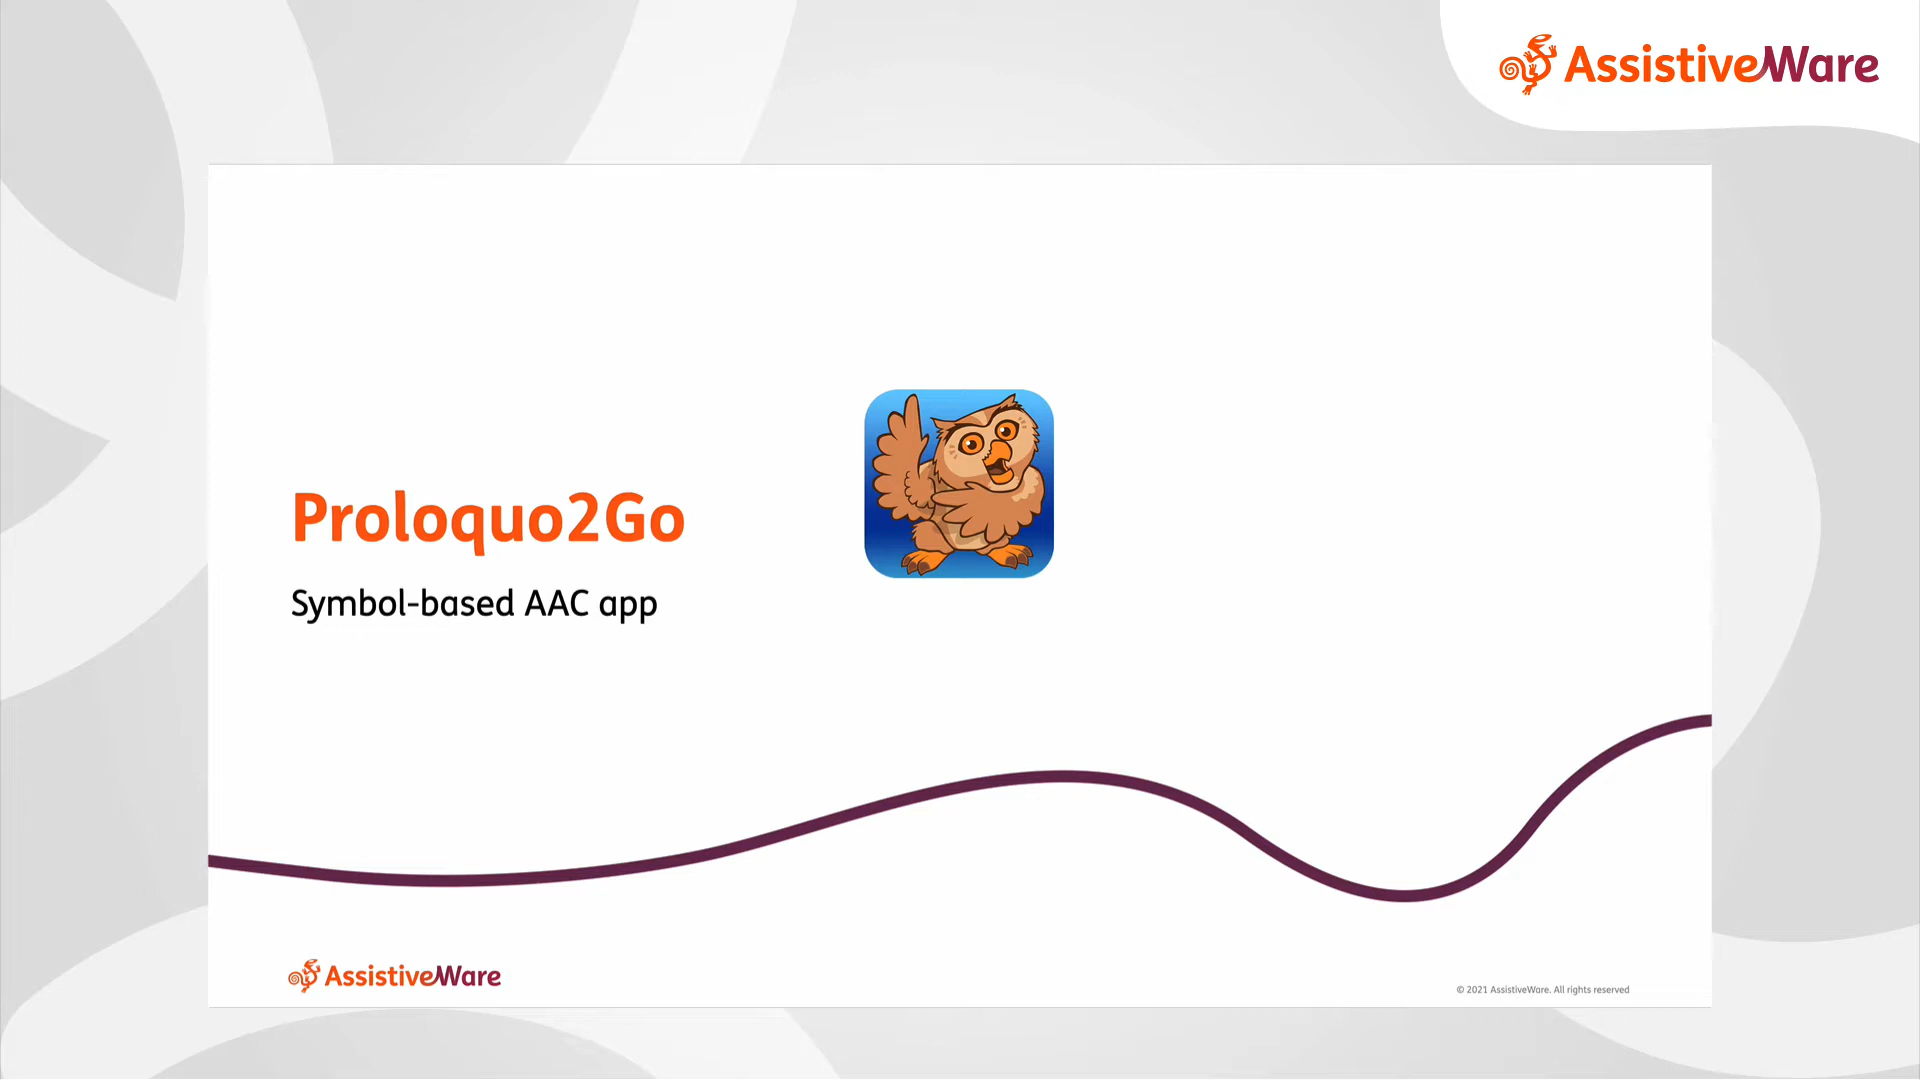 AssistiveWare
Proloquo2Go
Symbol-based AAC app
AssistiveWare
© 2021 AssistiveWare. All rights reserved